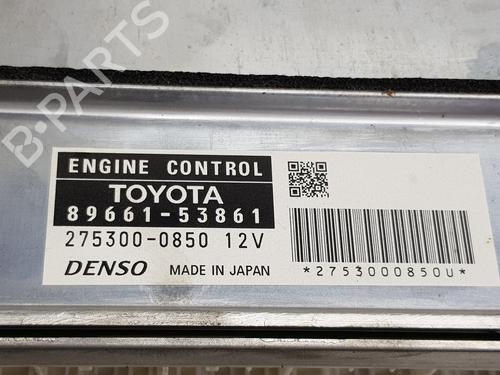 B-PARTS
ENGINE CONTROL
TOYOTA
89661-53861
275300-0850 12V
DENSO MADE IN JAPAN
*2753000850U*